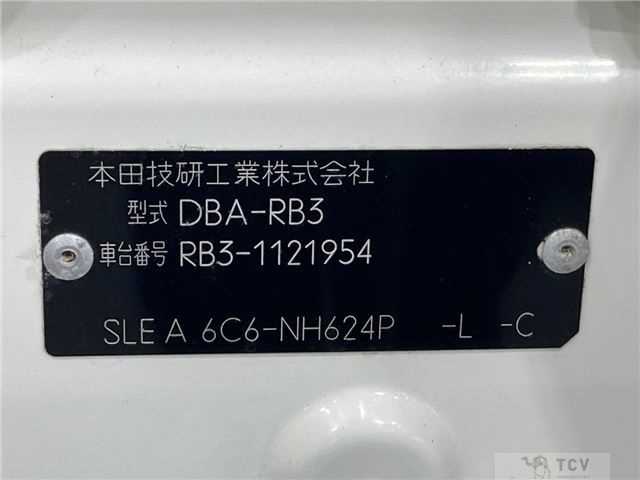 本田技研工業株式会社
型式 DBA-RB3
車台番号 RB3-1121954
SLE A 6C6-NH624P -L -C
TCV